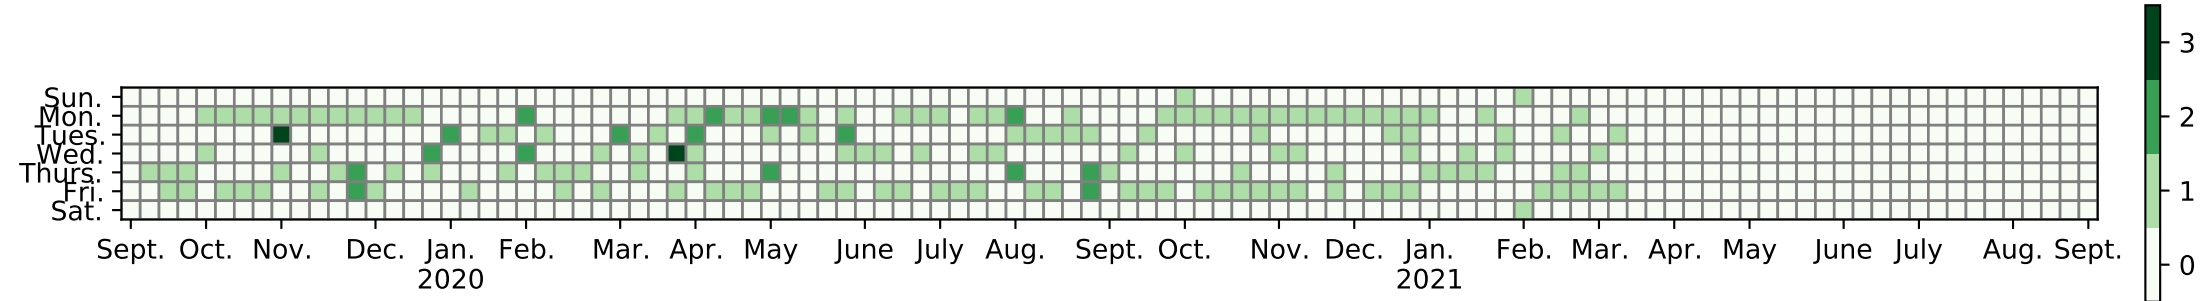 Sun.
Mon.
Tues.
Wed.
Thurs.
Fri.
Sat.
Sept. Oct. Nov. Dec. Jan. Feb. Mar. Apr. May June July Aug. Sept. Oct. Nov. Dec. Jan. Feb. Mar. Apr. May June July Aug. Sept.
2020 2021
3
2
1
0